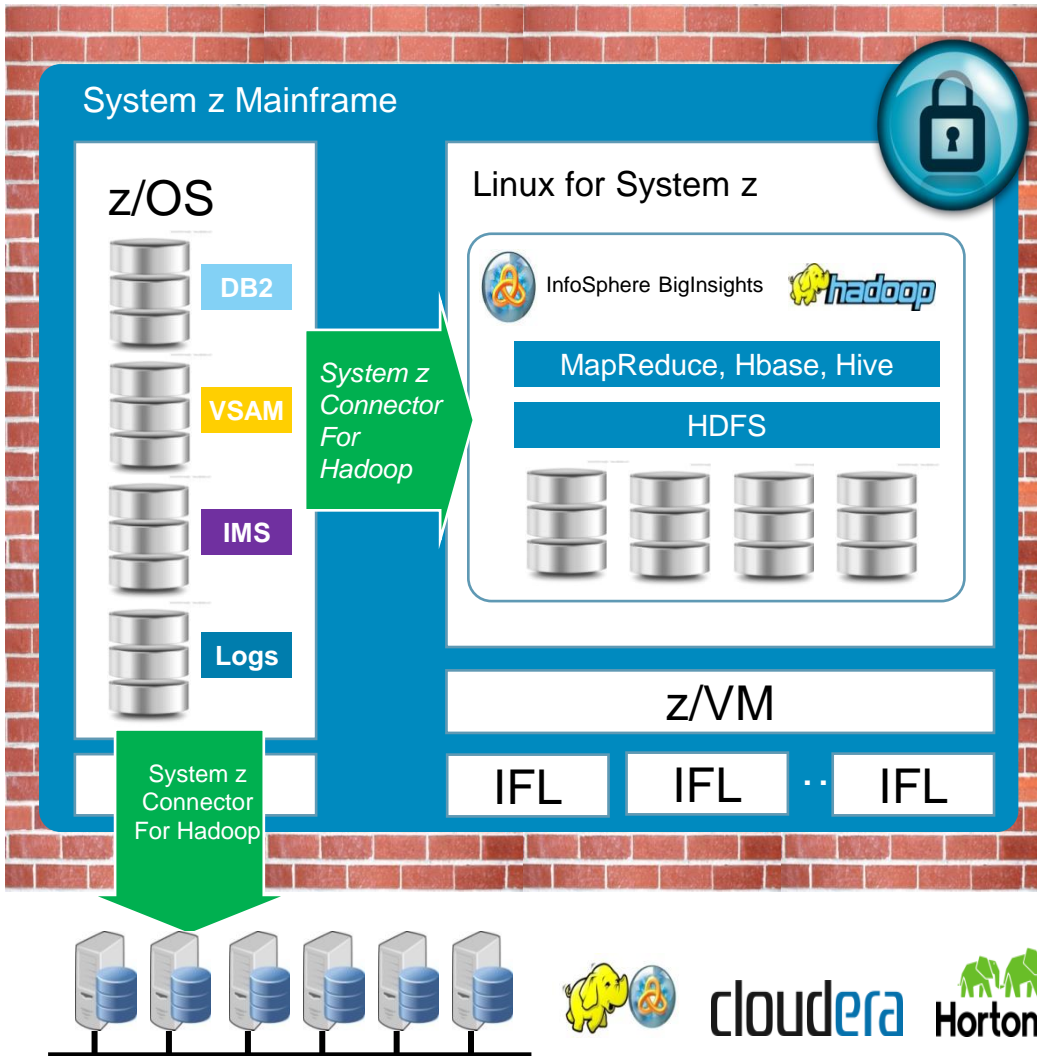 System z Mainframe
z/OS
DB2
VSAM
IMS
Logs
System z
Connector
For
Hadoop
Linux for System z
InfoSphere BigInsights
hadoop
MapReduce, Hbase, Hive
HDFS
z/VM
IFL
IFL
..
IFL
System z
Connector
For Hadoop
cloudera
Horton